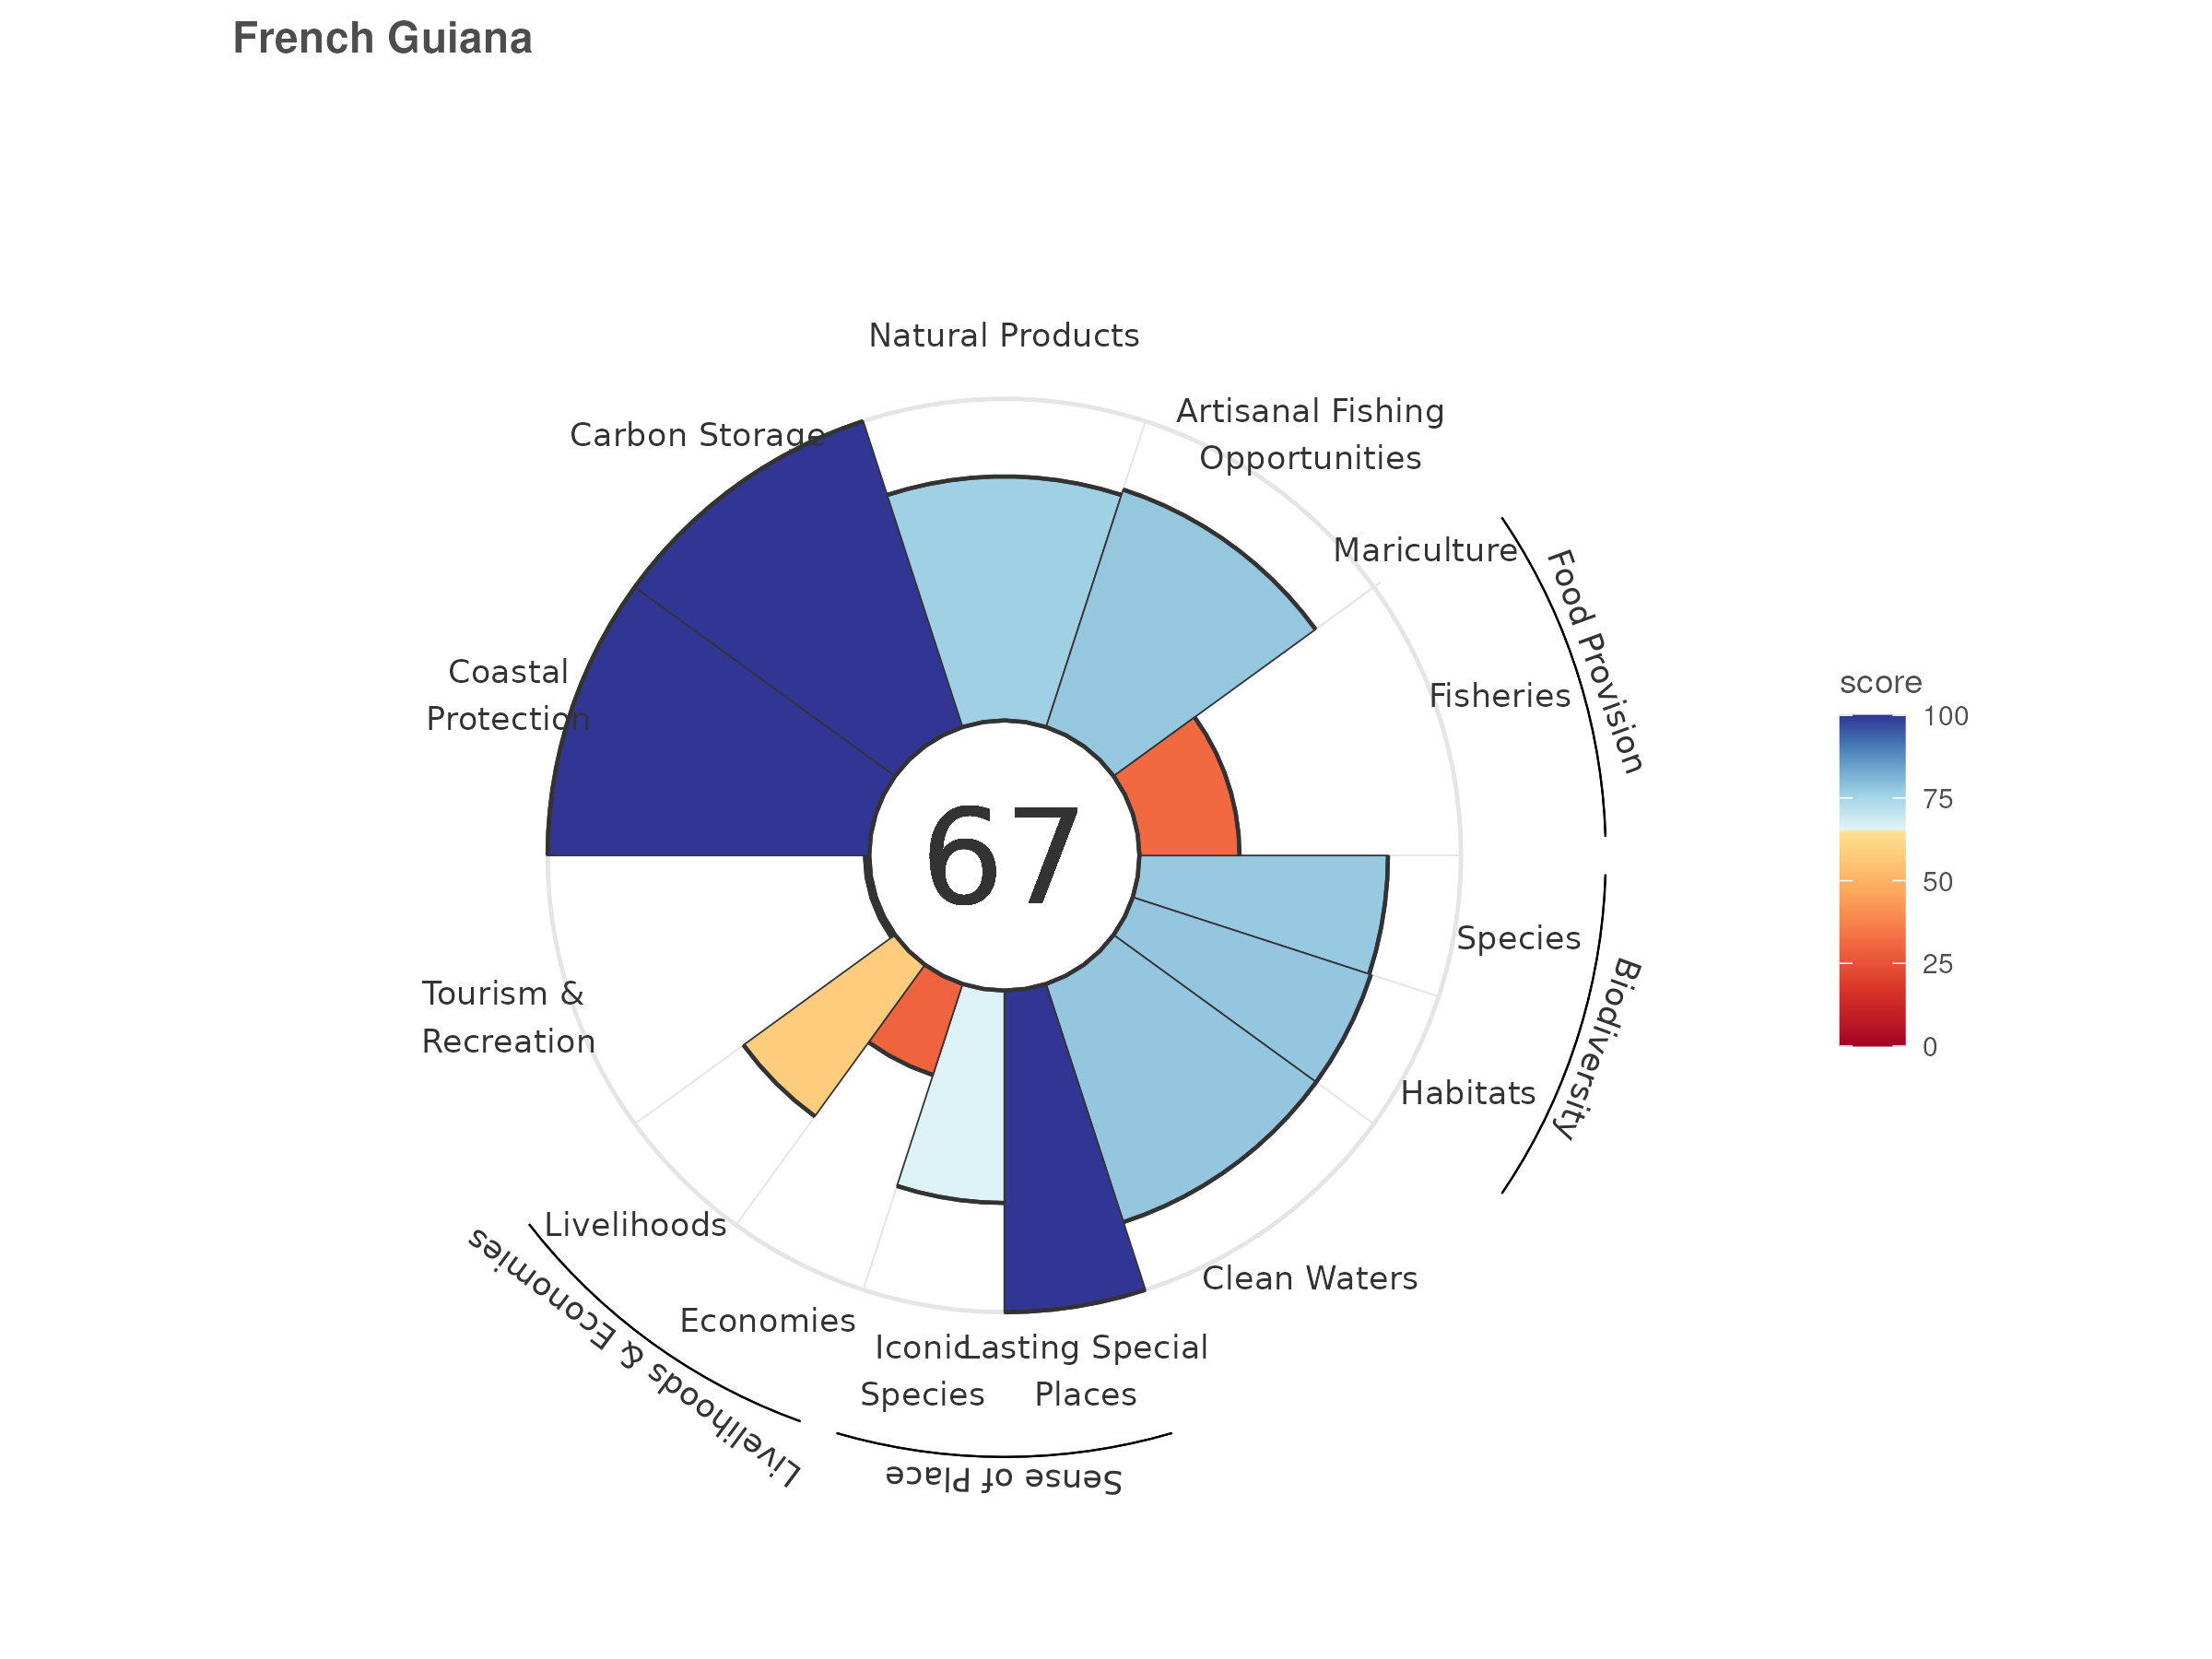 French Guiana
Natural Products
Artisanal Fishing
Opportunities
Carbon Storage
Mariculture
Food Provision
Fisheries
Coastal
Protection
67
score
100
75
50
25
0
Species
Biodiversity
Habitats
Tourism &
Recreation
Clean Waters
Livelihoods
Economies
Livelihoods & Economies
Iconic
Species
Lasting Special
Places
Sense of Place